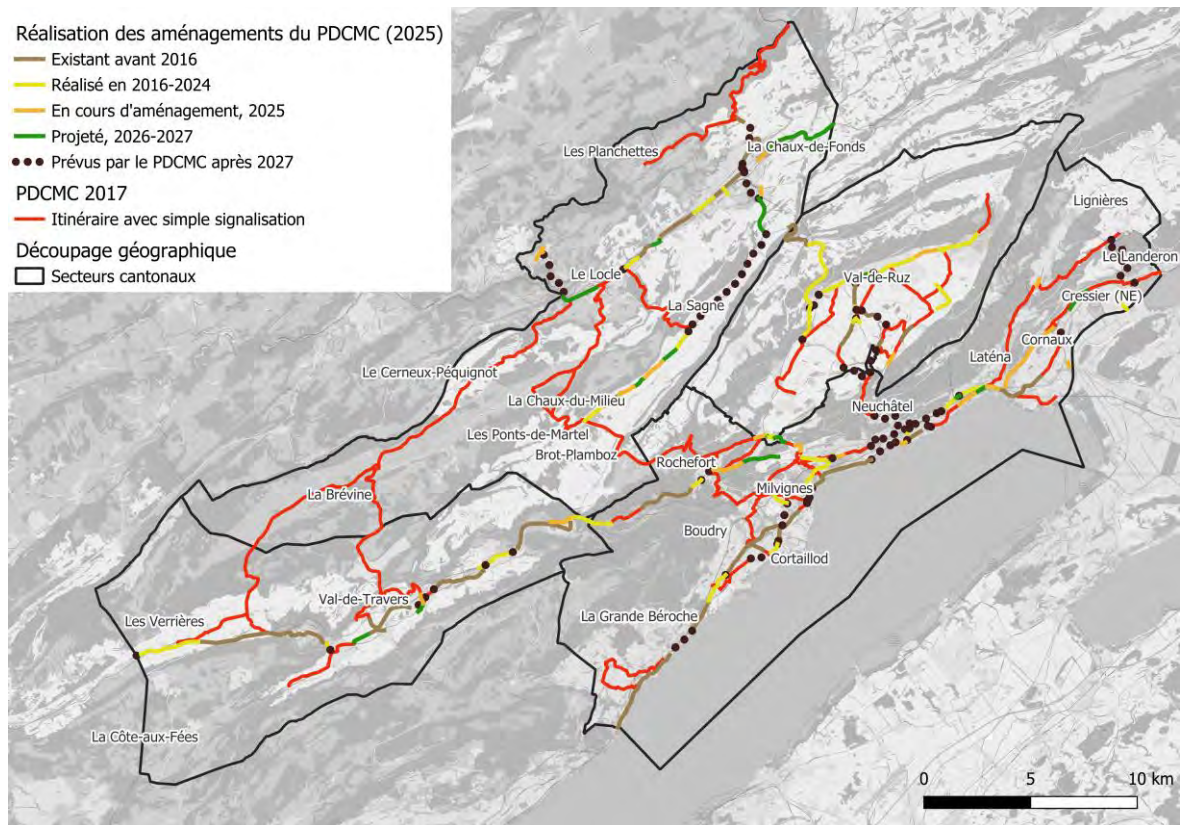 Réalisation des aménagements du PDCMC (2025)
Existant avant 2016
Réalisé en 2016-2024
En cours d'aménagement, 2025
Projeté, 2026-2027
Prévus par le PDCMC après 2027
PDCMC 2017
Itinéraire avec simple signalisation
Découpage géographique
Secteurs cantonaux
Les Planchettes
La Chaux-de-Fonds
Lignières
Le Landeron
Le Locle
Val-de-Ruz
Cressier (NE)
La Sagne
Cornaux
Laténa
Le Cerneux-Péquignot
La Chaux-du-Milieu
Neuchâtel
Les Ponts-de-Martel
Brot-Plamboz
Rochefort
La Brévine
Milvignes
Boudry
Cortaillod
Val-de-Travers
La Grande Béroche
Les Verrières
La Côte-aux-Fées
0 5 10 km